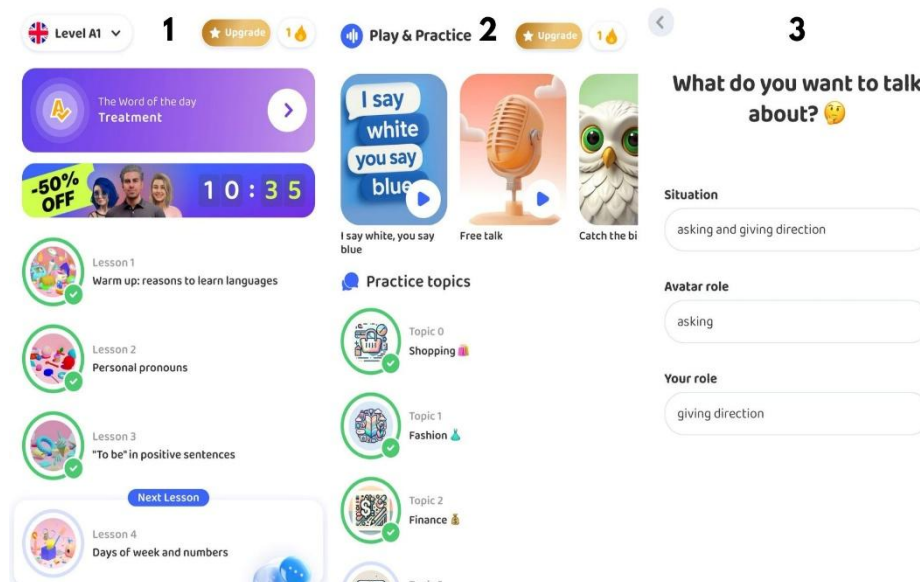 Level A1
1
Upgrade
1
The Word of the day
Treatment
-50%
OFF
10:35
Lesson 1
Warm up: reasons to learn languages
Lesson 2
Personal pronouns
Lesson 3
"To be" in positive sentences
Next Lesson
Lesson 4
Days of week and numbers
Play & Practice
2
Upgrade
1
I say
white
you say
blue
I say white, you say
blue
Free talk
Catch the bi
Practice topics
Topic 0
Shopping
Topic 1
Fashion
Topic 2
Finance
3
What do you want to talk
about?
Situation
asking and giving direction
Avatar role
asking
Your role
giving direction